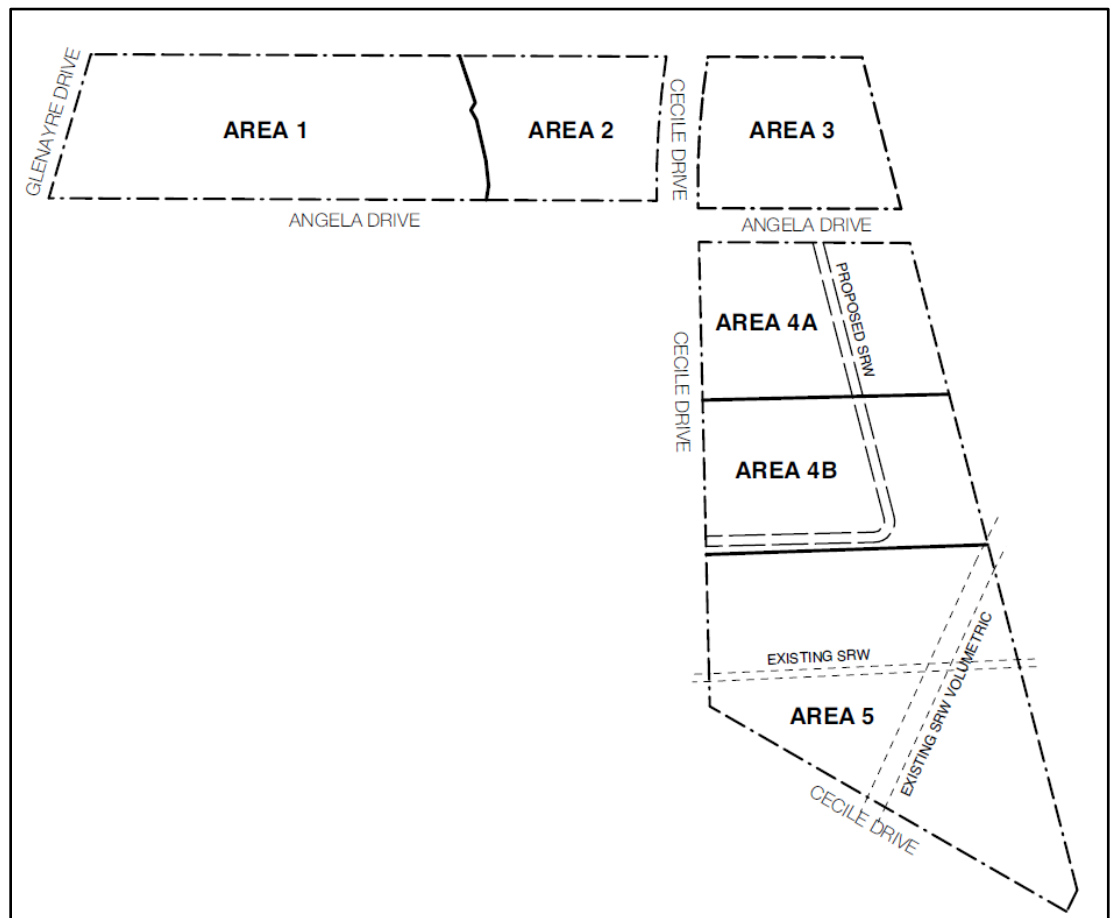 GLENAYRE DRIVE
AREA 1
AREA 2
CECILE DRIVE
AREA 3
ANGELA DRIVE
ANGELA DRIVE
PROPOSED SRW
AREA 4A
CECILE DRIVE
AREA 4B
EXISTING SRW
EXISTING SRW VOLUMETRIC
AREA 5
CECILE DRIVE